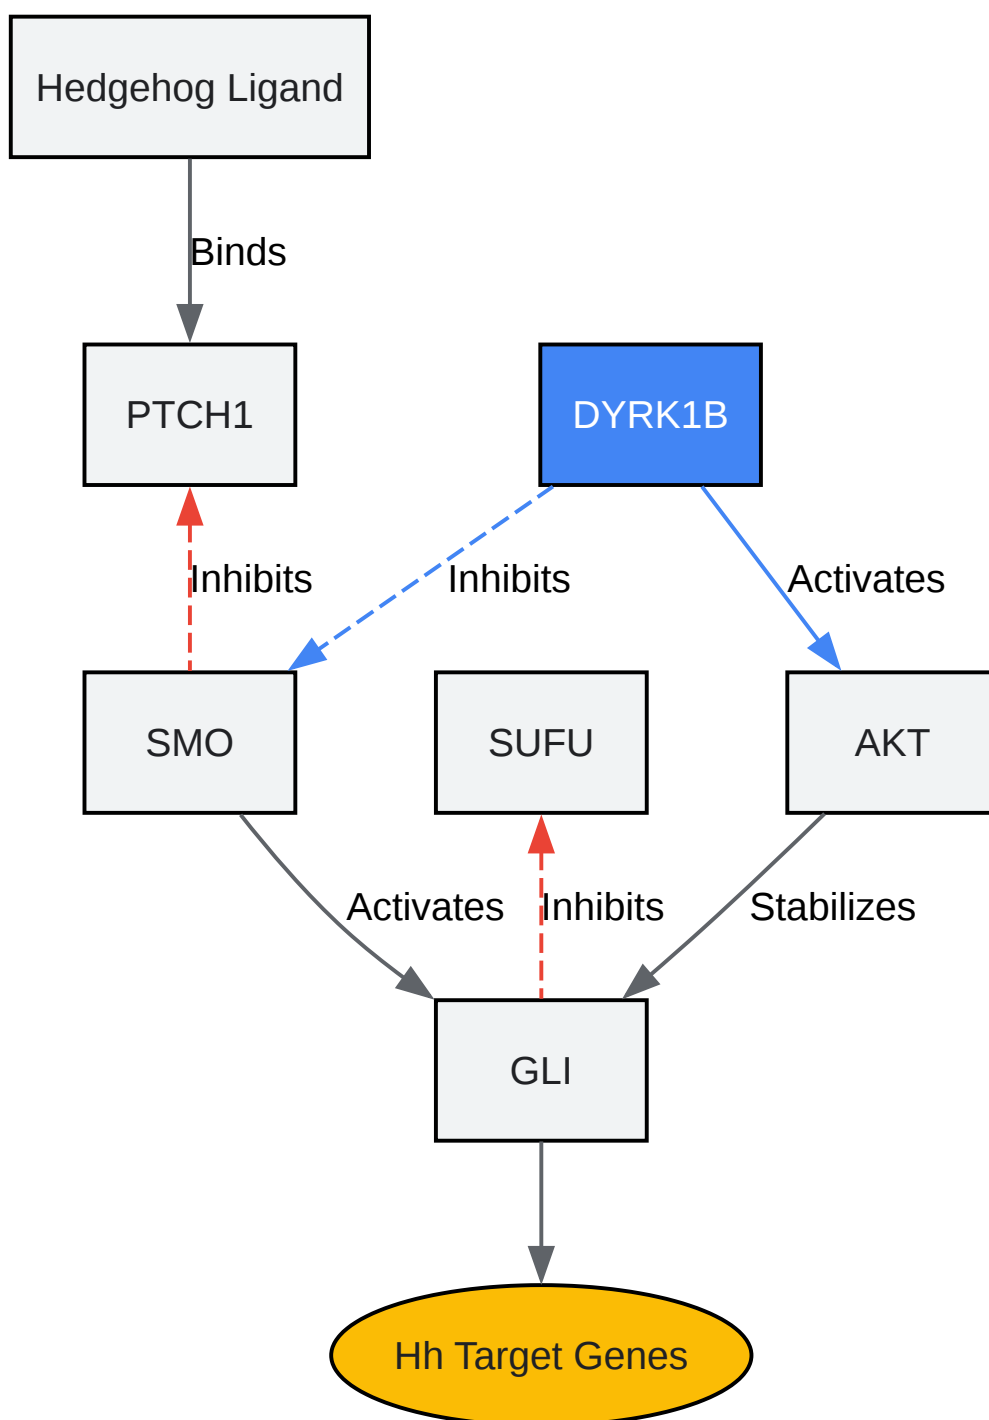 Hedgehog Ligand
Binds
PTCH1
DYRK1B
Inhibits
Inhibits
Activates
SMO
SUFU
AKT
Activates
Inhibits
Stabilizes
GLI
Hh Target Genes